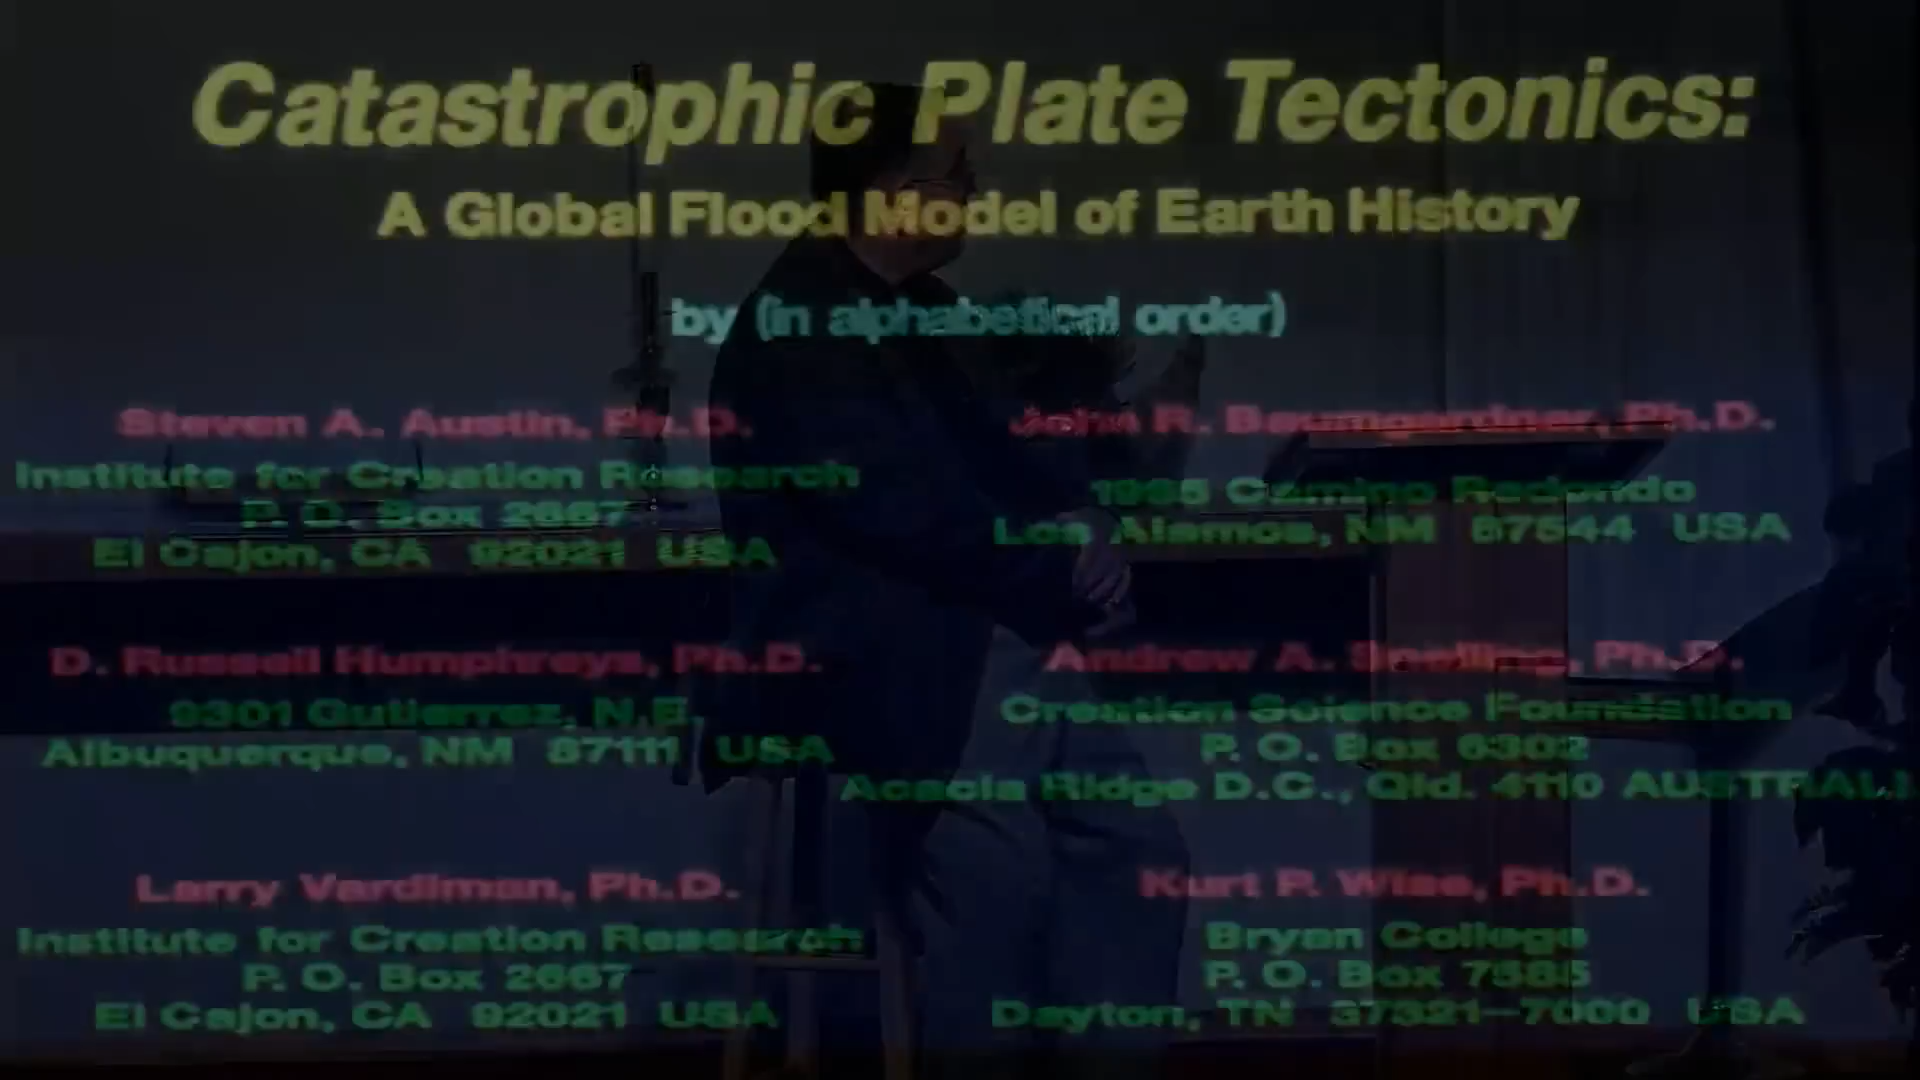 Catastrophic Plate Tectonics:
A Global Flood Model of Earth History
by (in alphabetical order)
Steven A. Austin, Ph.D.
Institute for Creation Research
P. O. Box 2667
El Cajon, CA 92021 USA
John R. Baumgardner, Ph.D.
1965 Camino Redondo
Los Alamos, NM 87544 USA
D. Russell Humphreys, Ph.D.
9301 Gutierrez, N.E.
Albuquerque, NM 87111 USA
Andrew A. Snelling, Ph.D.
Creation Science Foundation
P. O. Box 6302
Acacia Ridge D.C., Qld. 4110 AUSTRALI
Larry Vardiman, Ph.D.
Institute for Creation Research
P. O. Box 2667
El Cajon, CA 92021 USA
Kurt P. Wise, Ph.D.
Bryan College
P. O. Box 7585
Dayton, TN 37321-7000 USA